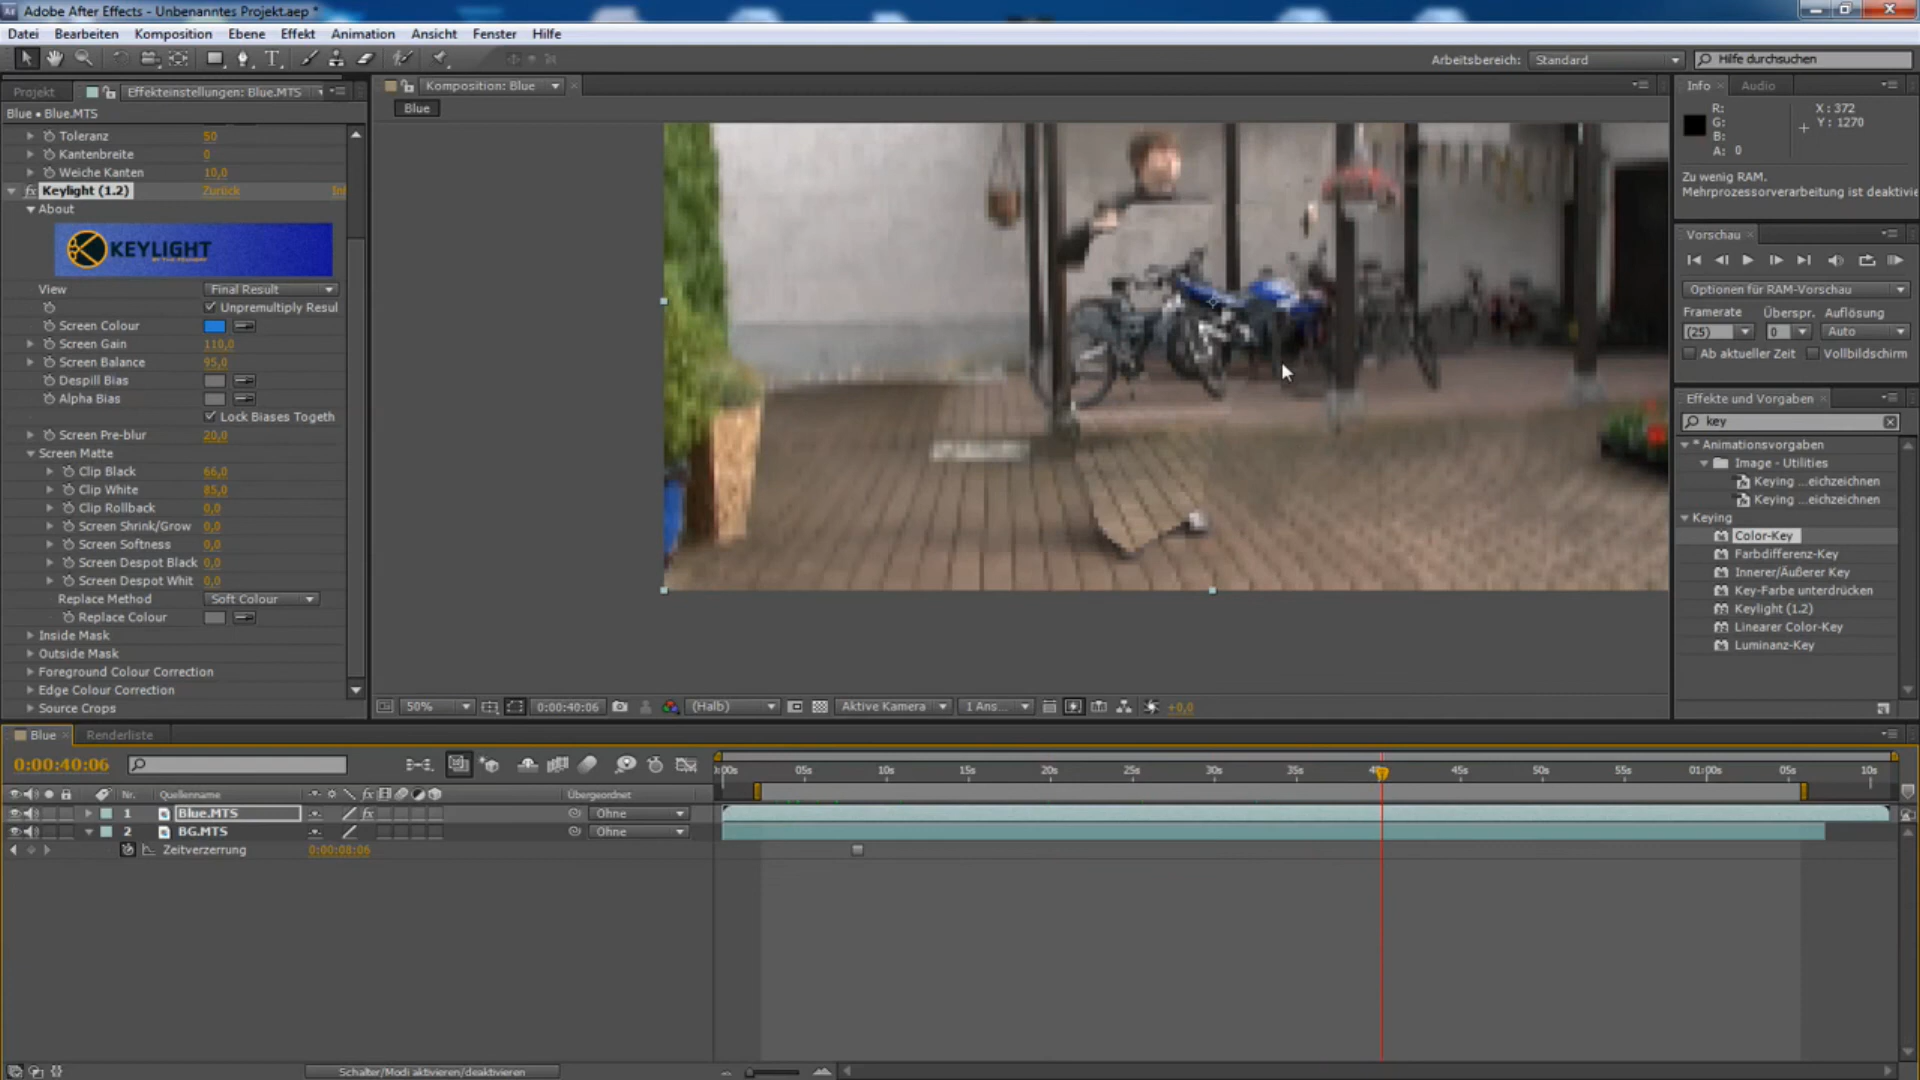 Adobe After Effects - Unbenanntes Projekt.aep *
Datei Bearbeiten Komposition Ebene Effekt Animation Ansicht Fenster Hilfe
Arbeitsbereich: Standard Hilfe durchsuchen
Projekt Effekteinstellungen: Blue.MTS
Blue • Blue.MTS
Toleranz 50
Kantenbreite 0
Weiche Kanten 10,0
Keylight (1.2) Zurück
About
KEYLIGHT
View Final Result
Unpremultiply Resul
Screen Colour
Screen Gain 110,0
Screen Balance 95,0
Despill Bias
Alpha Bias
Lock Biases Togeth
Screen Pre-blur 20,0
Screen Matte
Clip Black 66,0
Clip White 85,0
Clip Rollback 0,0
Screen Shrink/Grow 0,0
Screen Softness 0,0
Screen Despot Black 0,0
Screen Despot Whit 0,0
Replace Method Soft Colour
Replace Colour
Inside Mask
Outside Mask
Foreground Colour Correction
Edge Colour Correction
Source Crops
Komposition: Blue
Blue
50% 0:00:40:06 (Halb) Aktive Kamera 1 Ans... +0,0
Info Audio
R: X : 372
G: Y : 1270
B:
A: 0
Zu wenig RAM.
Mehrprozessorverarbeitung ist deaktivie
Vorschau
Optionen für RAM-Vorschau
Framerate Überspr. Auflösung
(25) 0 Auto
Ab aktueller Zeit Vollbildschirm
Effekte und Vorgaben
key
* Animationsvorgaben
Image - Utilities
Keying ...eichzeichnen
Keying ...eichzeichnen
Keying
Color-Key
Farbdifferenz-Key
Innerer/Äußerer Key
Key-Farbe unterdrücken
Keylight (1.2)
Linearer Color-Key
Luminanz-Key
Blue Renderliste
0:00:40:06
:00s 05s 10s 15s 20s 25s 30s 35s 45s 50s 55s 01:00s 05s 10s
Nr. Quellenname Übergeordnet
1 Blue.MTS Ohne
2 BG.MTS Ohne
Zeitverzerrung 0:00:08:06
Schalter/Modi aktivieren/deaktivieren